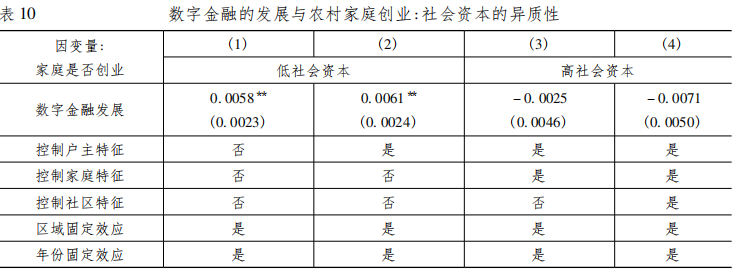 表 10 数字金融的发展与农村家庭创业:社会资本的异质性
因变量: (1) (2) (3) (4)
家庭是否创业 低社会资本 高社会资本
数字金融发展 0.0058** 0.0061** -0.0025 -0.0071
(0.0023) (0.0024) (0.0046) (0.0050)
控制户主特征 否 是 是 是
控制家庭特征 否 否 是 是
控制社区特征 否 否 否 是
区域固定效应 是 是 是 是
年份固定效应 是 是 是 是